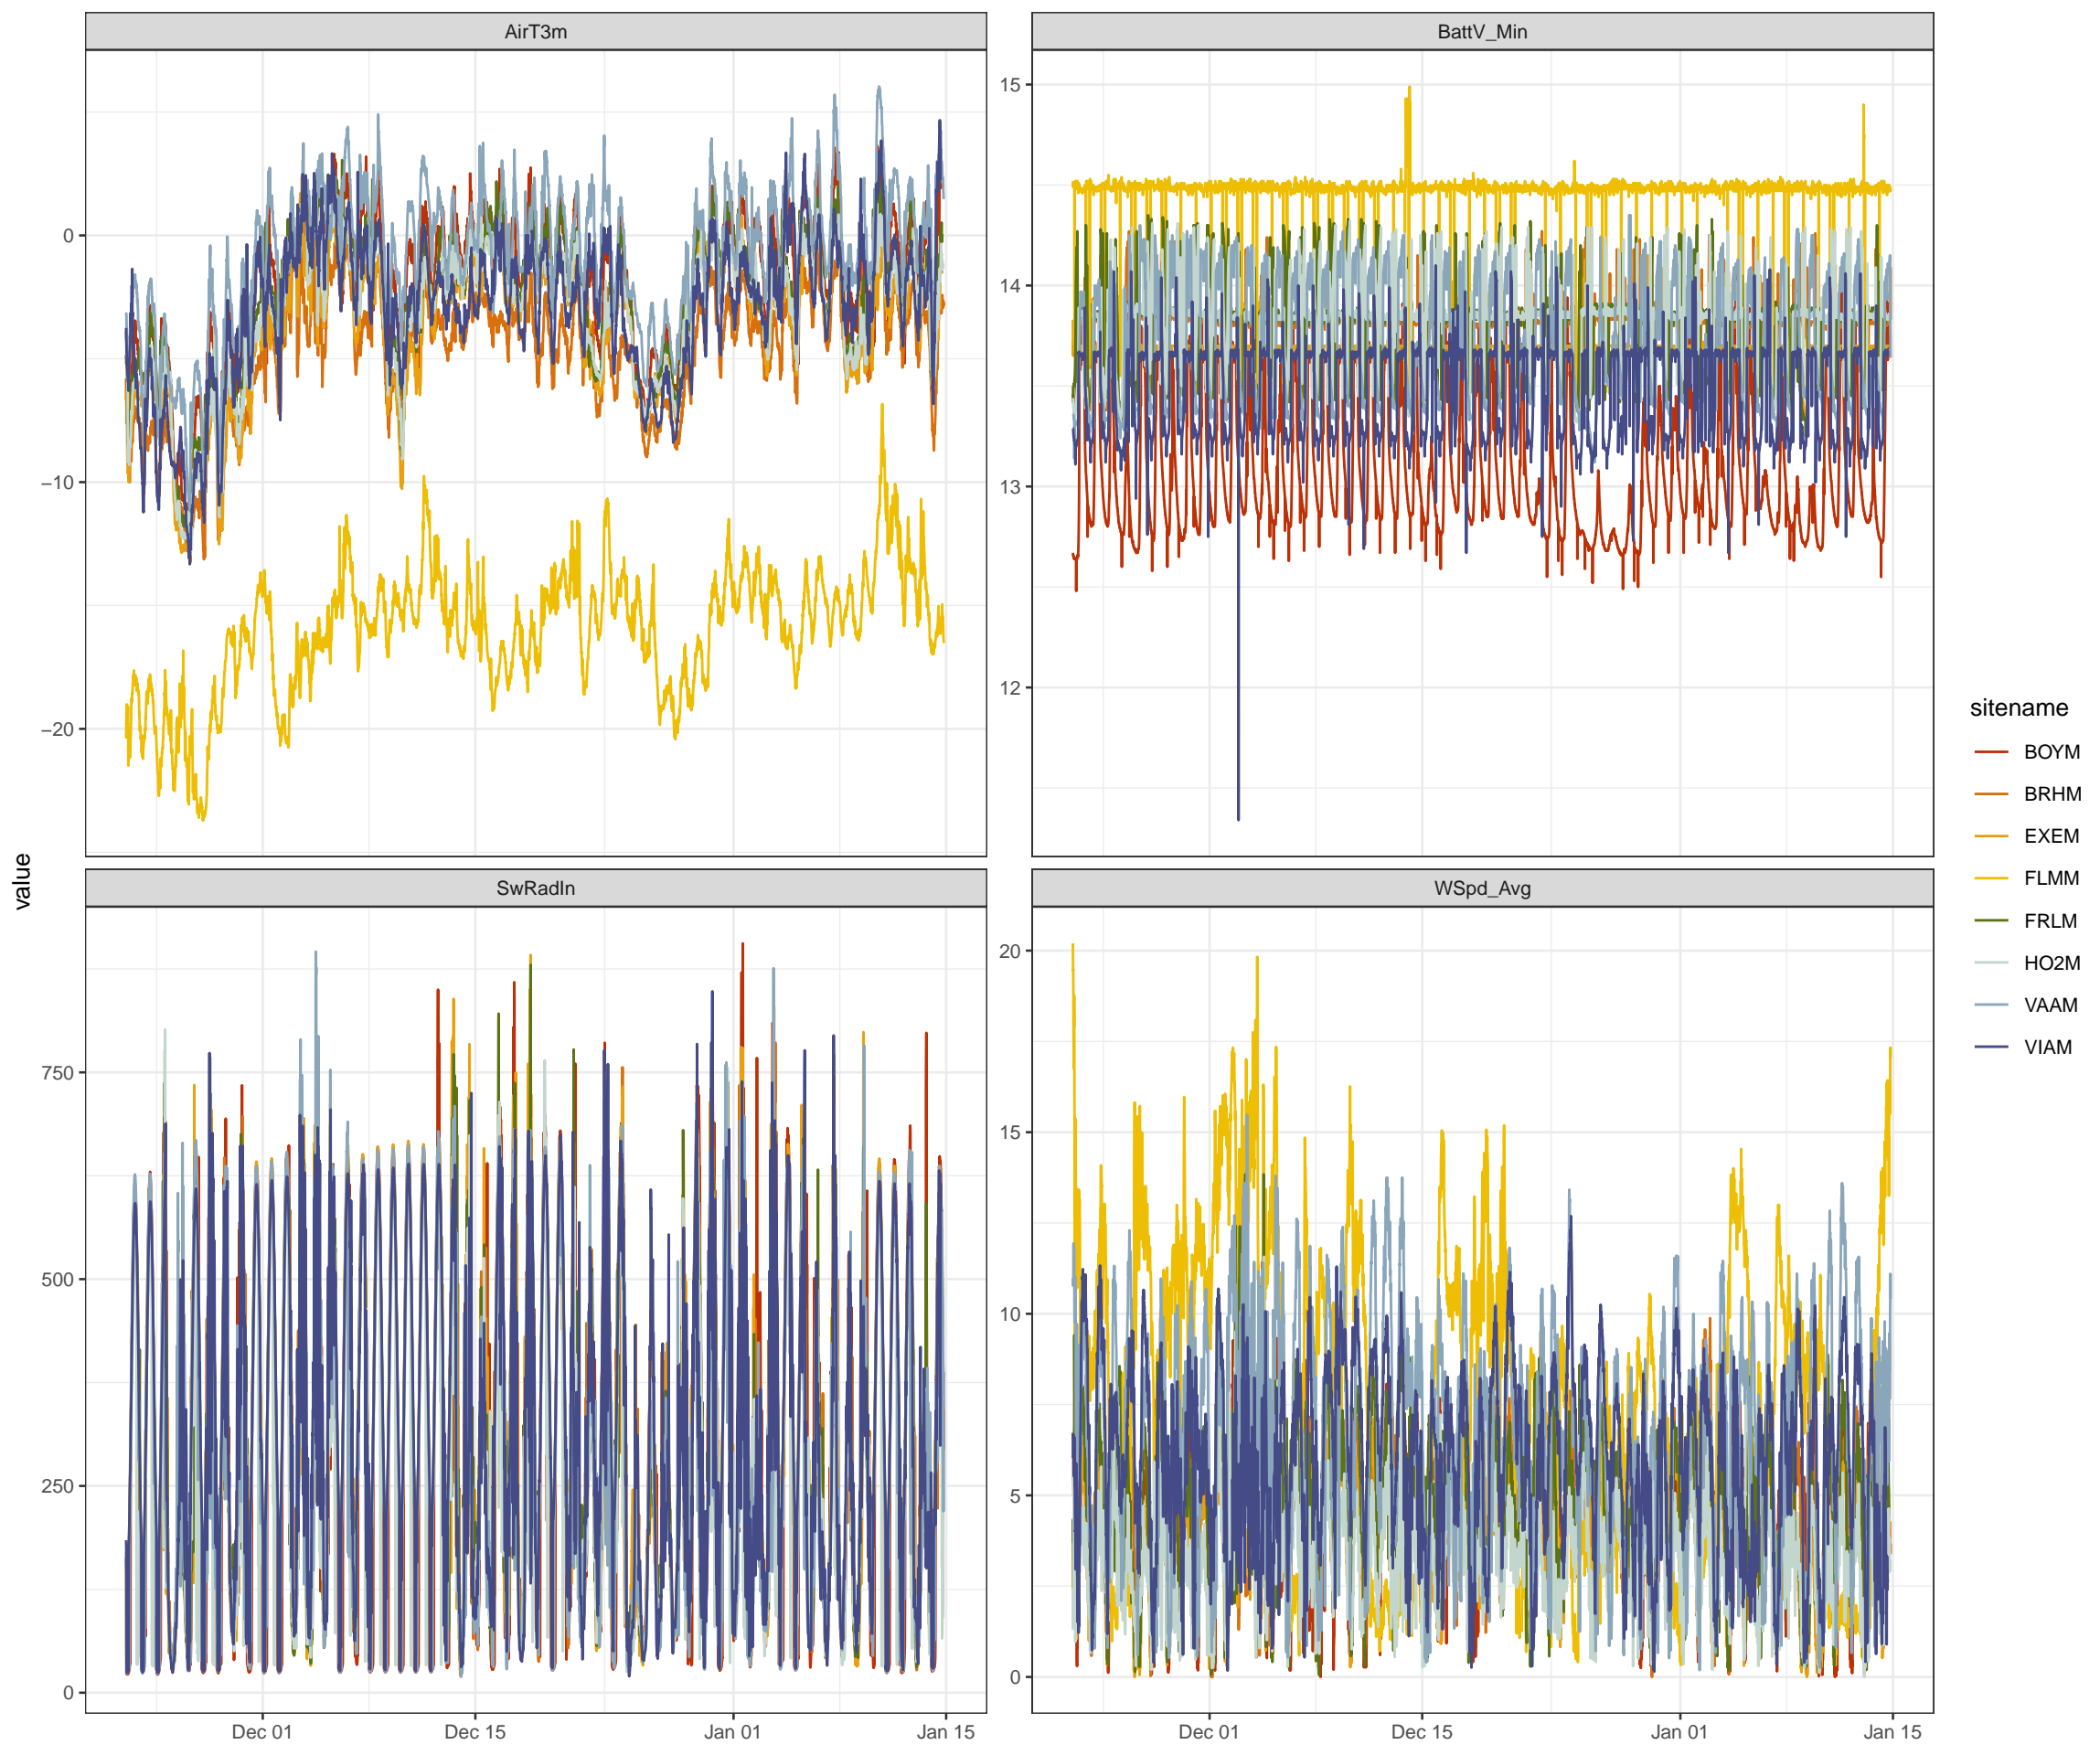 AirT3m
BattV_Min
0
−10
−20
15
14
13
12
SwRadIn
WSpd_Avg
750
500
250
0
20
15
10
5
0
Dec 01
Dec 15
Jan 01
Jan 15
Dec 01
Dec 15
Jan 01
Jan 15
value
sitename
BOYM
BRHM
EXEM
FLMM
FRLM
HO2M
VAAM
VIAM